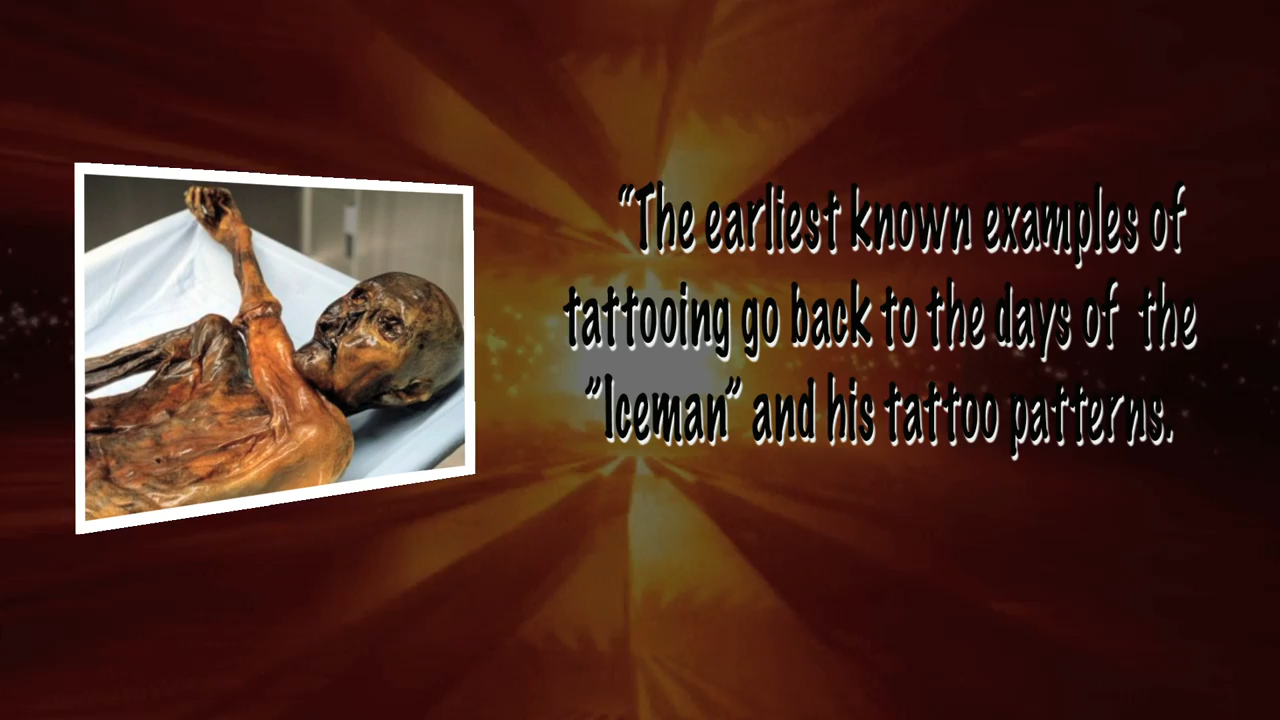 “The earliest known examples of
tattooing go back to the days of the
”Iceman” and his tattoo patterns.